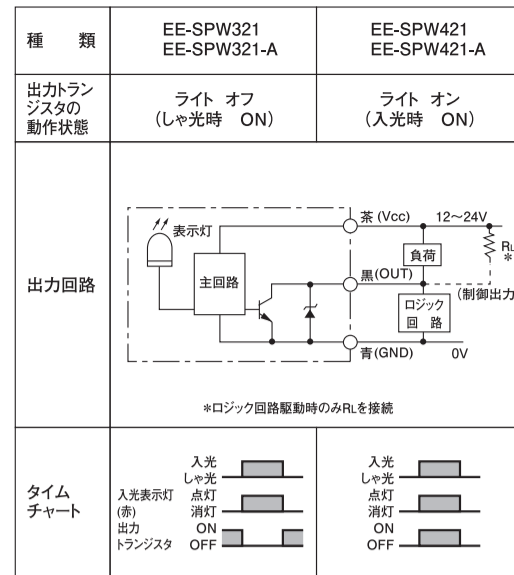 種 類
EE-SPW321
EE-SPW321-A
EE-SPW421
EE-SPW421-A
出力トラン
ジスタの
動作状態
ライト オフ
(しゃ光時 ON)
ライト オン
(入光時 ON)
出力回路
表示灯
主回路
茶 (Vcc)
12～24V
負荷
RL
*
黒(OUT)
(制御出力
ロジック
回 路
青(GND)
0V
*ロジック回路駆動時のみRLを接続
タイム
チャート
入光
しゃ光
入光表示灯
(赤)
点灯
消灯
出力
トランジスタ
ON
OFF
入光
しゃ光
点灯
消灯
ON
OFF